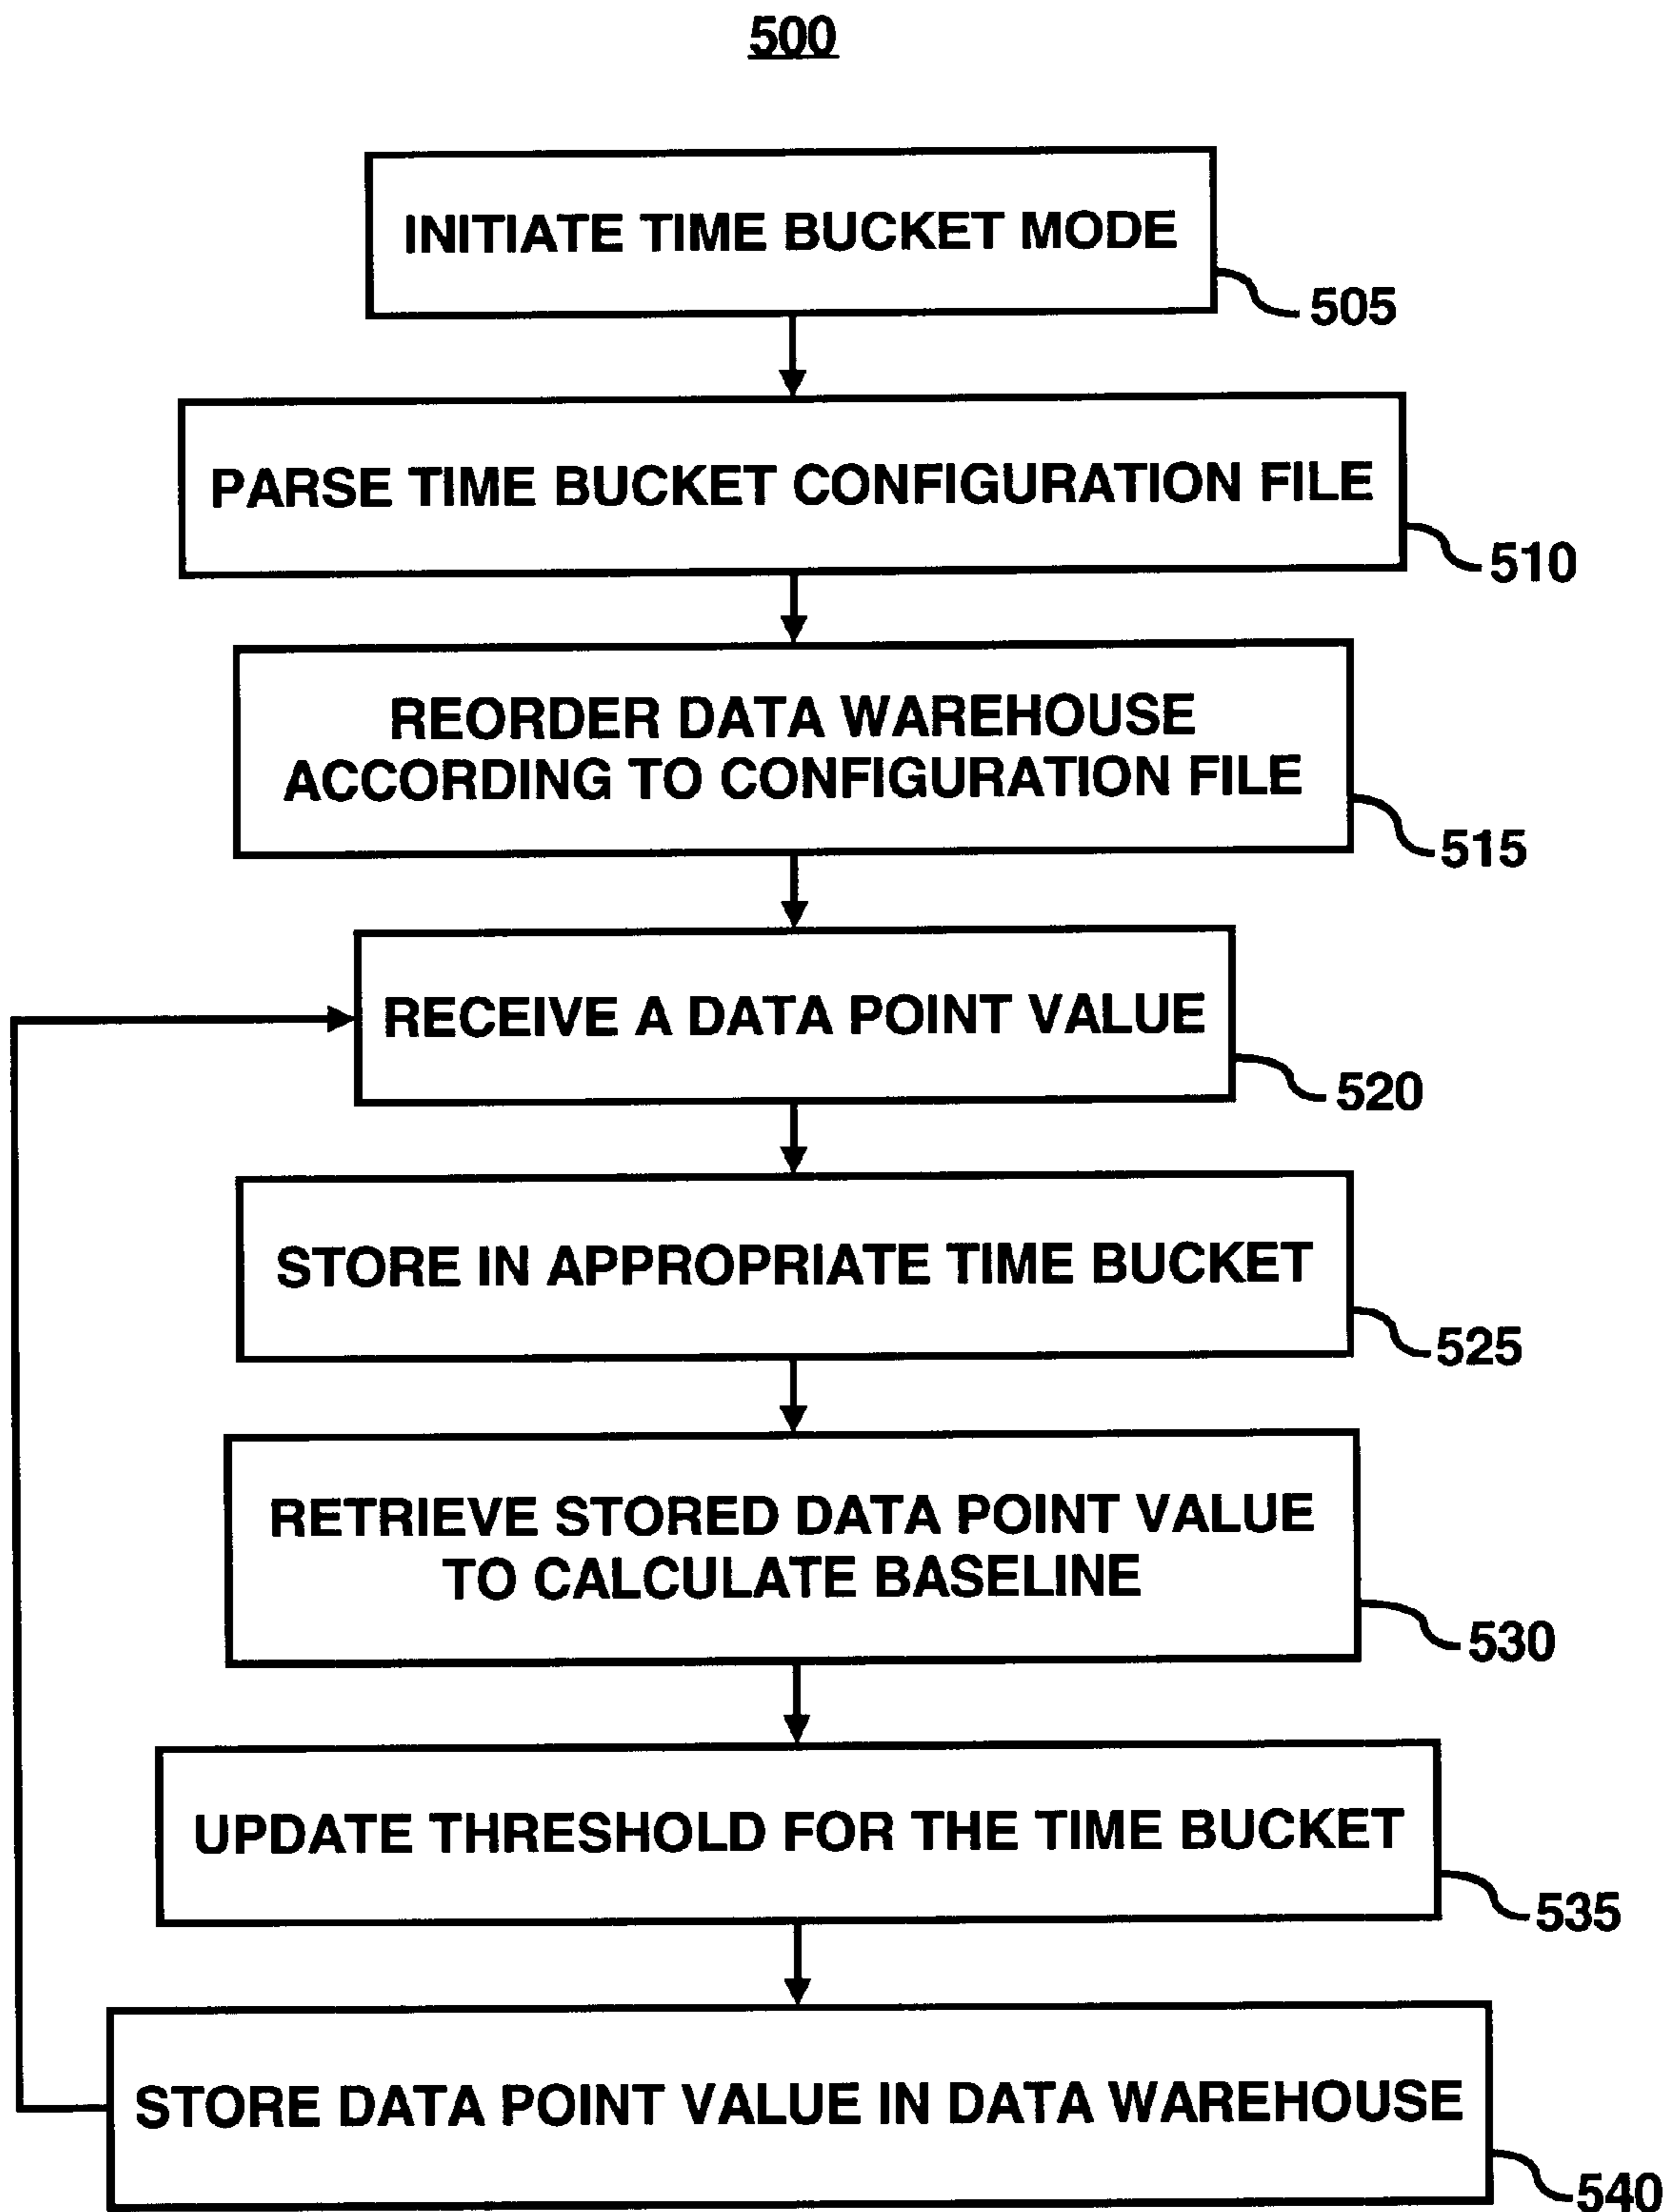 500
INITIATE TIME BUCKET MODE
505
PARSE TIME BUCKET CONFIGURATION FILE
510
REORDER DATA WAREHOUSE
ACCORDING TO CONFIGURATION FILE
515
RECEIVE A DATA POINT VALUE
520
STORE IN APPROPRIATE TIME BUCKET
525
RETRIEVE STORED DATA POINT VALUE
TO CALCULATE BASELINE
530
UPDATE THRESHOLD FOR THE TIME BUCKET
535
STORE DATA POINT VALUE IN DATA WAREHOUSE
540